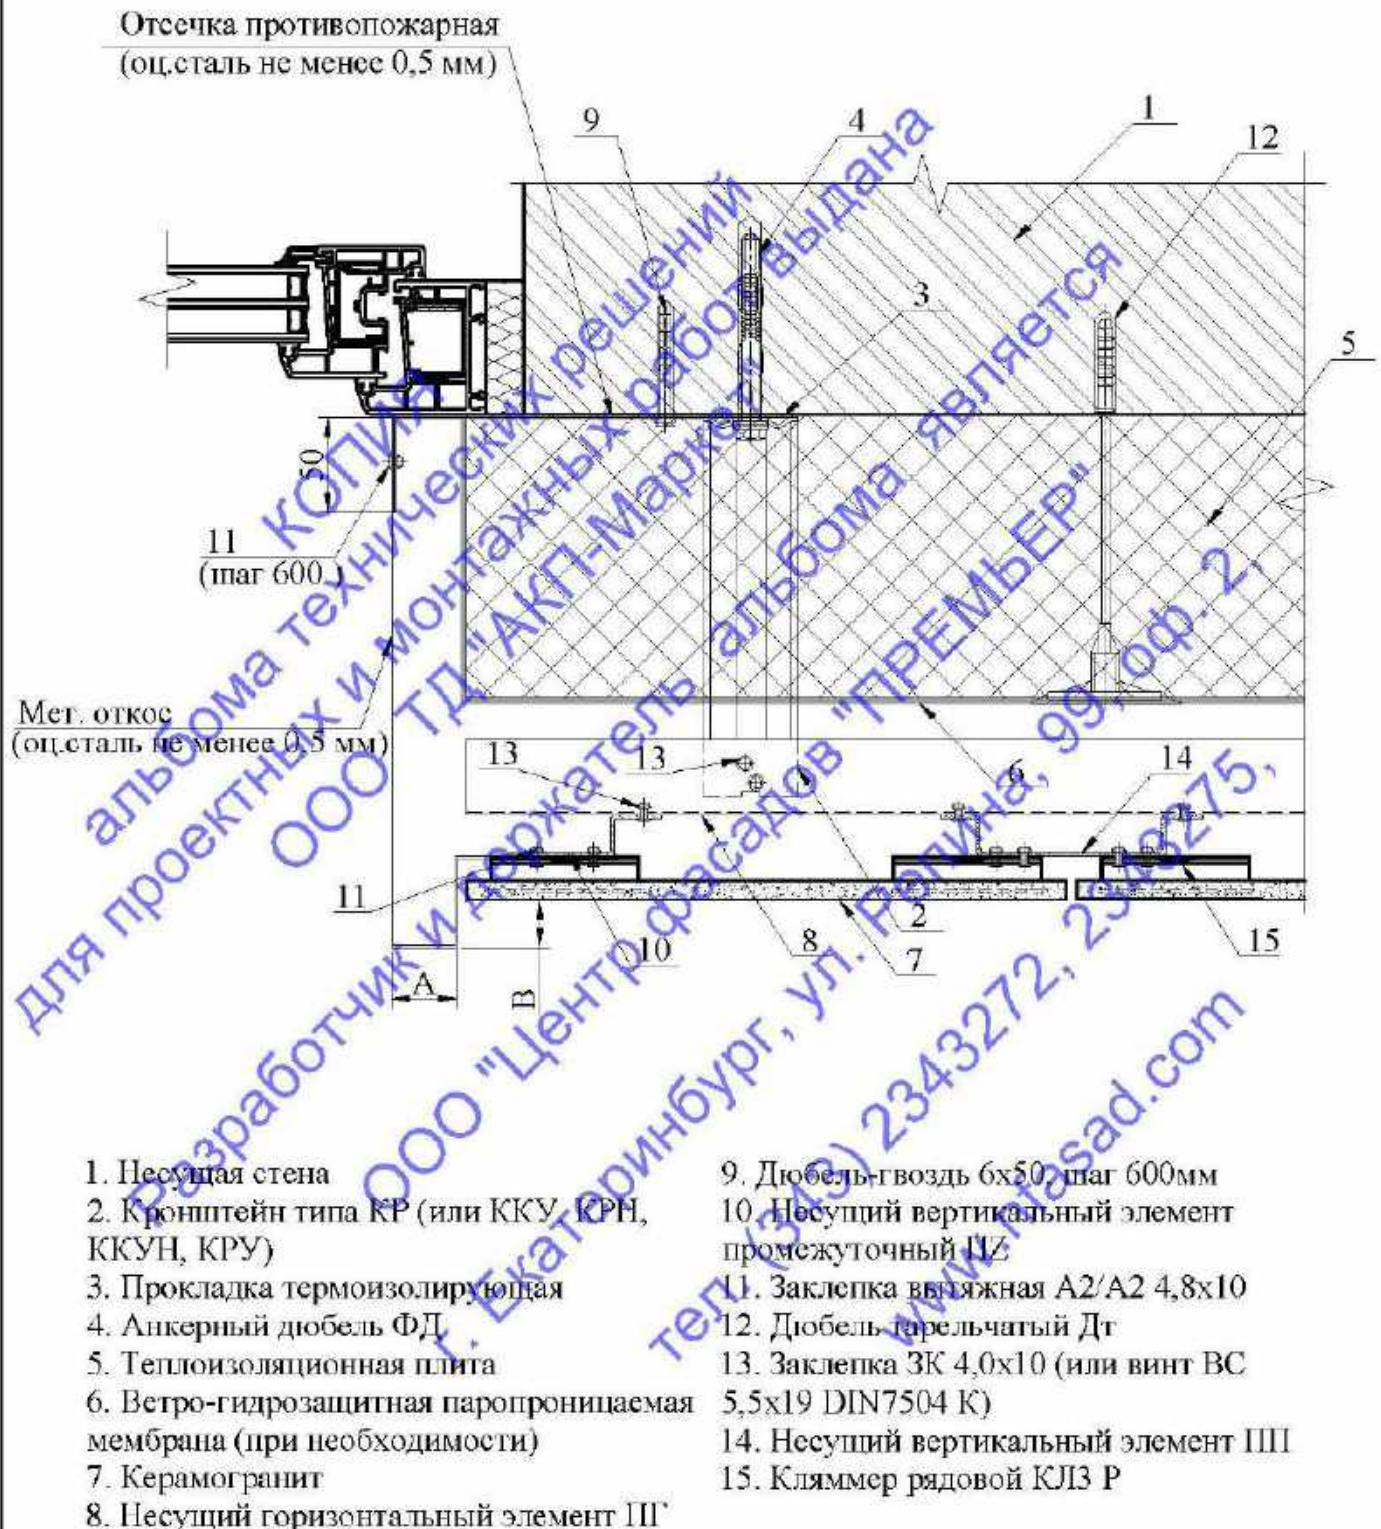 Отсечка противопожарная
(оц.сталь не менее 0,5 мм)
9
4
1
12
3
5
50
11
(шаг 600 )
Мет. откос
(оц.сталь не менее 0,5 мм)
13
13
6
14
11
10
8
2
7
15
А
В
1. Несущая стена
2. Кронштейн типа КР (или ККУ, КРН,
ККУН, КРУ)
3. Прокладка термоизолирующая
4. Анкерный дюбель ФД
5. Теплоизоляционная плита
6. Ветро-гидрозащитная паропроницаемая
мембрана (при необходимости)
7. Керамогранит
8. Несущий горизонтальный элемент ПГ
9. Дюбель-гвоздь 6х50, шаг 600мм
10. Несущий вертикальный элемент
промежуточный ПZ
11. Заклепка вытяжная А2/А2 4,8х10
12. Дюбель тарельчатый Дт
13. Заклепка ЗК 4,0х10 (или винт ВС
5,5х19 DIN7504 К)
14. Несущий вертикальный элемент ПП
15. Кляммер рядовой КЛ3 Р
КОПИЯ
альбома технических решений
для проектных и монтажных работ выдана
ООО ТД "АКП-Маркет"
Разработчик и держатель альбома является
ООО "Центр фасадов "ПРЕМЬЕР"
г. Екатеринбург, ул. Репина, 99, оф. 2,
тел. (343) 2343272, 2343275,
www.nfasad.com